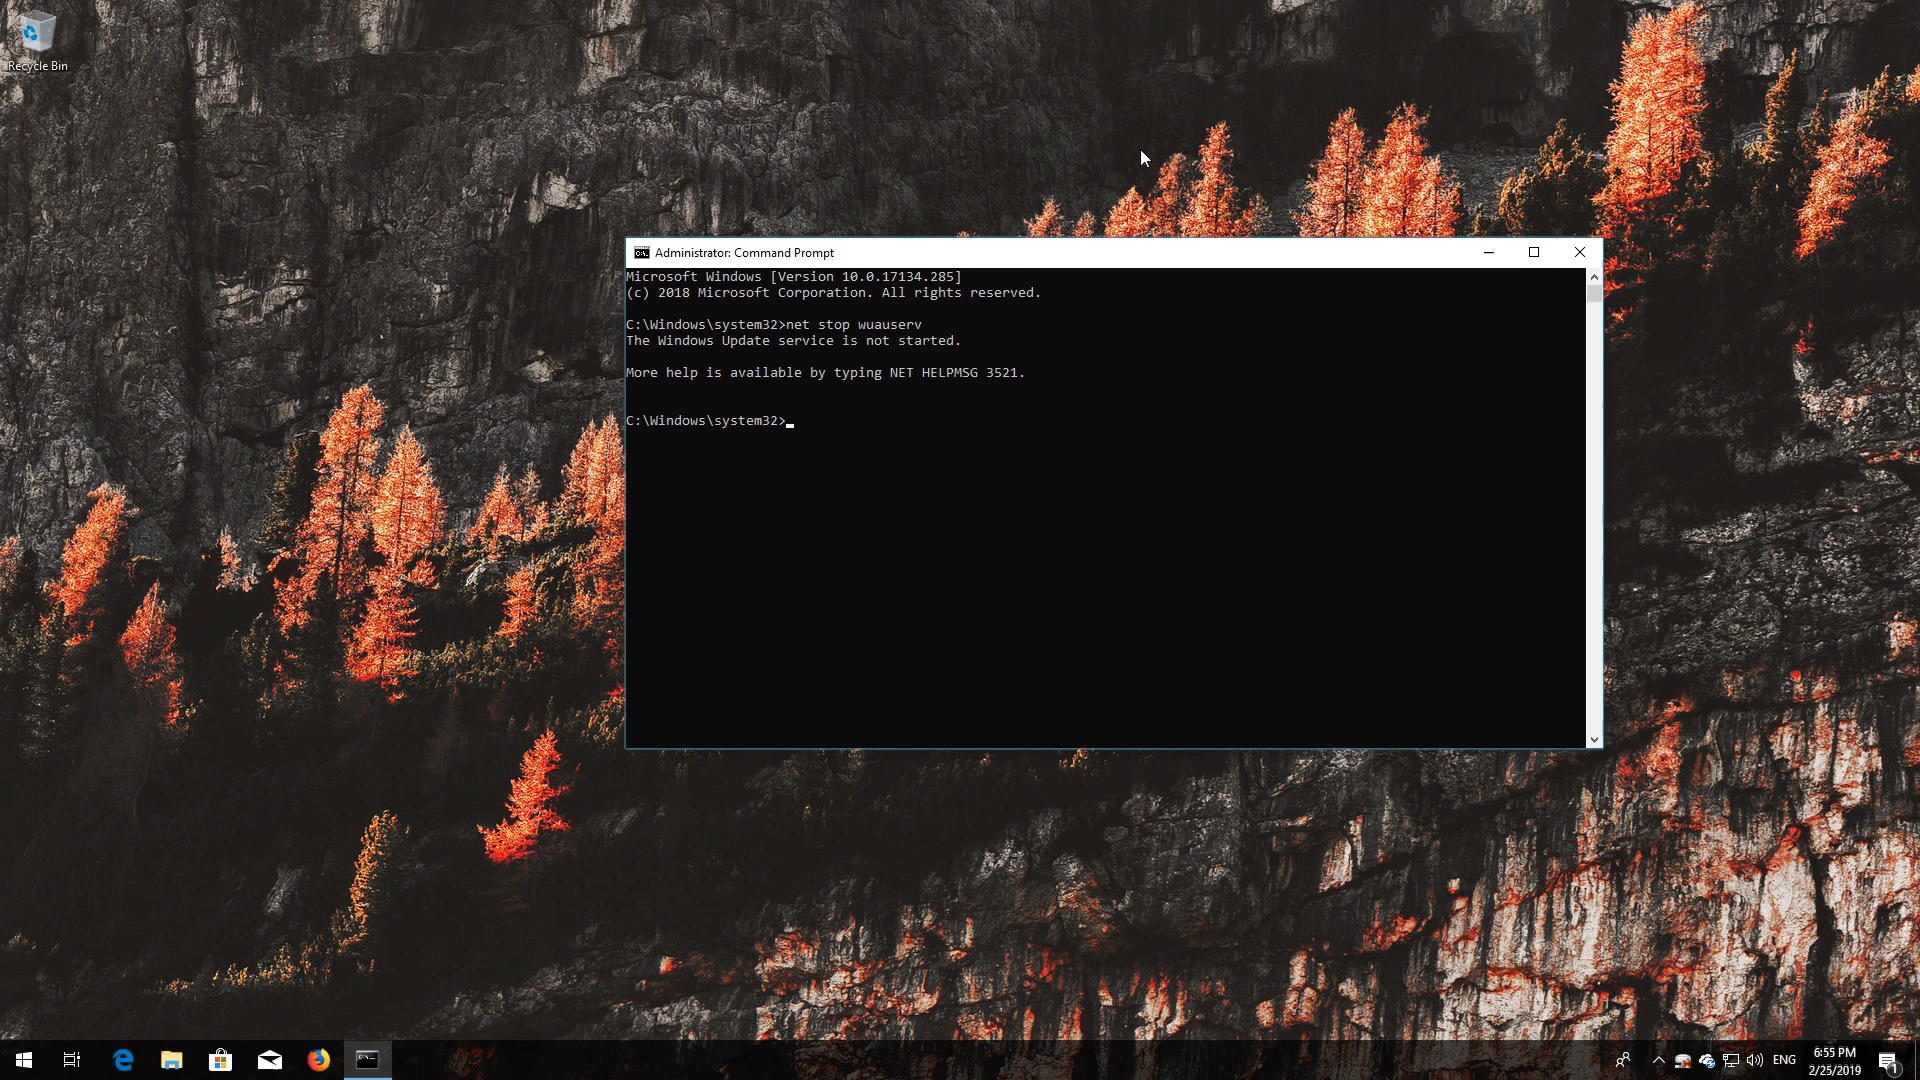 Recycle Bin
Administrator: Command Prompt
Microsoft Windows [Version 10.0.17134.285]
(c) 2018 Microsoft Corporation. All rights reserved.
C:\Windows\system32>net stop wuauserv
The Windows Update service is not started.
More help is available by typing NET HELPMSG 3521.
C:\Windows\system32>
ENG
6:55 PM
2/25/2019
1